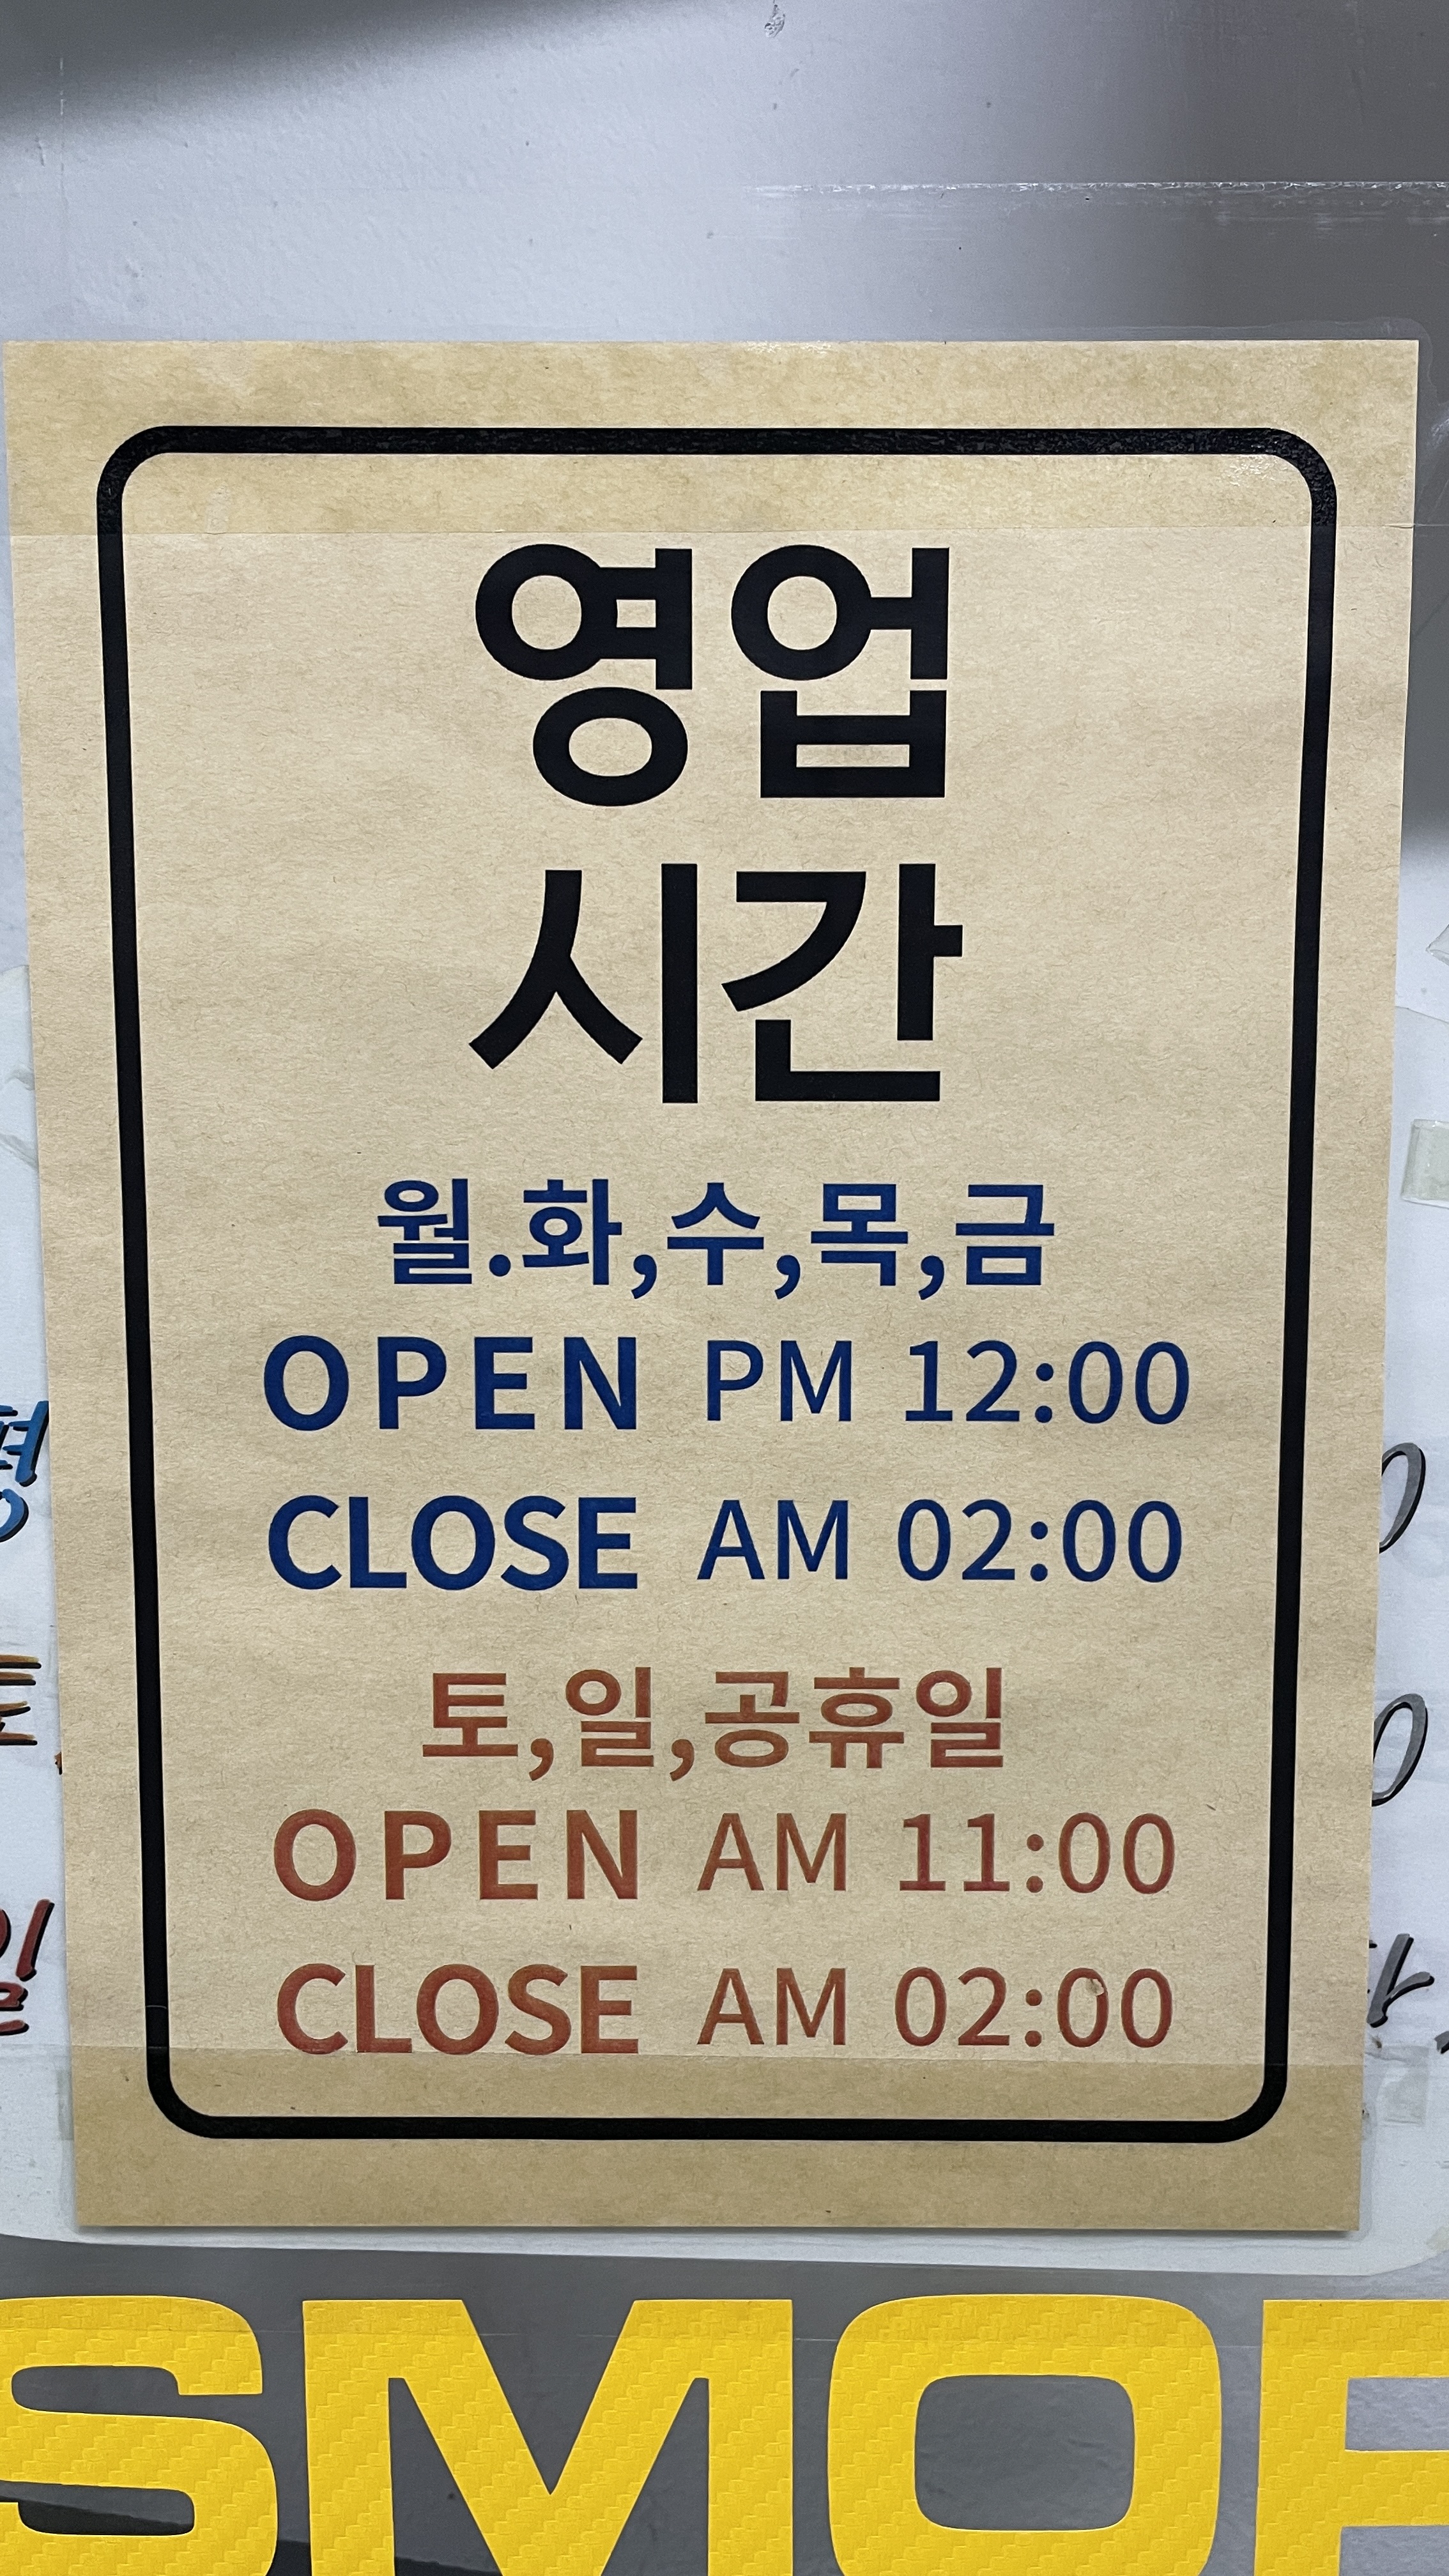 영업
시간
월.화,수,목,금
OPEN PM 12:00
CLOSE AM 02:00
토,일,공휴일
OPEN AM 11:00
CLOSE AM 02:00